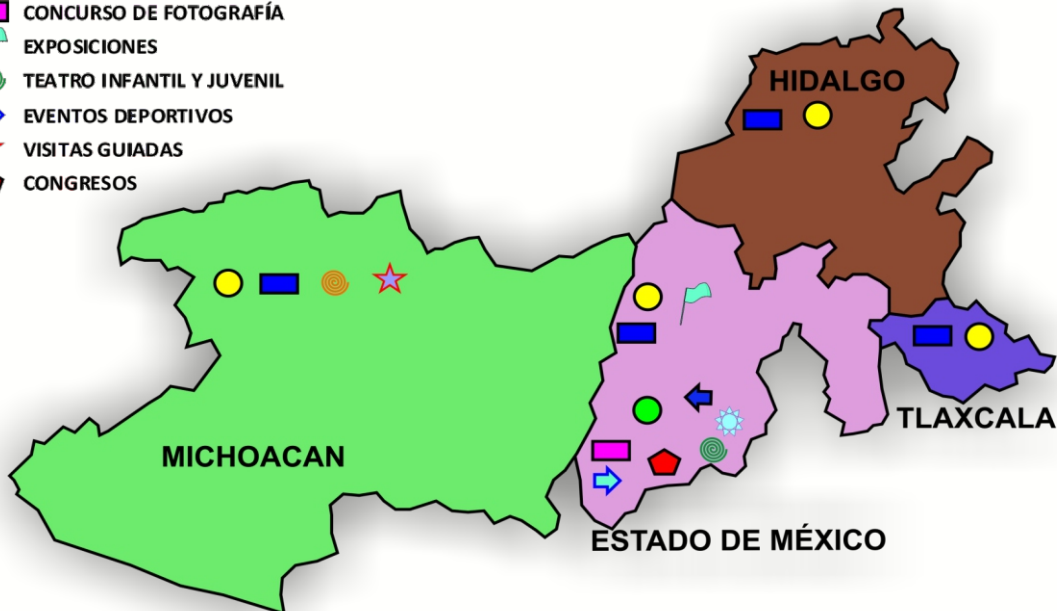 CONCURSO DE FOTOGRAFÍA
EXPOSICIONES
TEATRO INFANTIL Y JUVENIL
EVENTOS DEPORTIVOS
VISITAS GUIADAS
CONGRESOS
HIDALGO
TLAXCALA
MICHOACAN
ESTADO DE MÉXICO